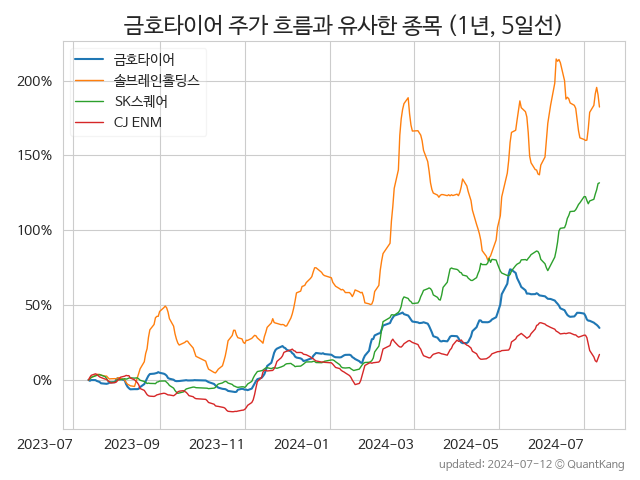 금호타이어 주가 흐름과 유사한 종목 (1년, 5일선)
금호타이어
솔브레인홀딩스
SK스퀘어
CJ ENM
200%
150%
100%
50%
0%
2023-07 2023-09 2023-11 2024-01 2024-03 2024-05 2024-07
updated: 2024-07-12 © QuantKang